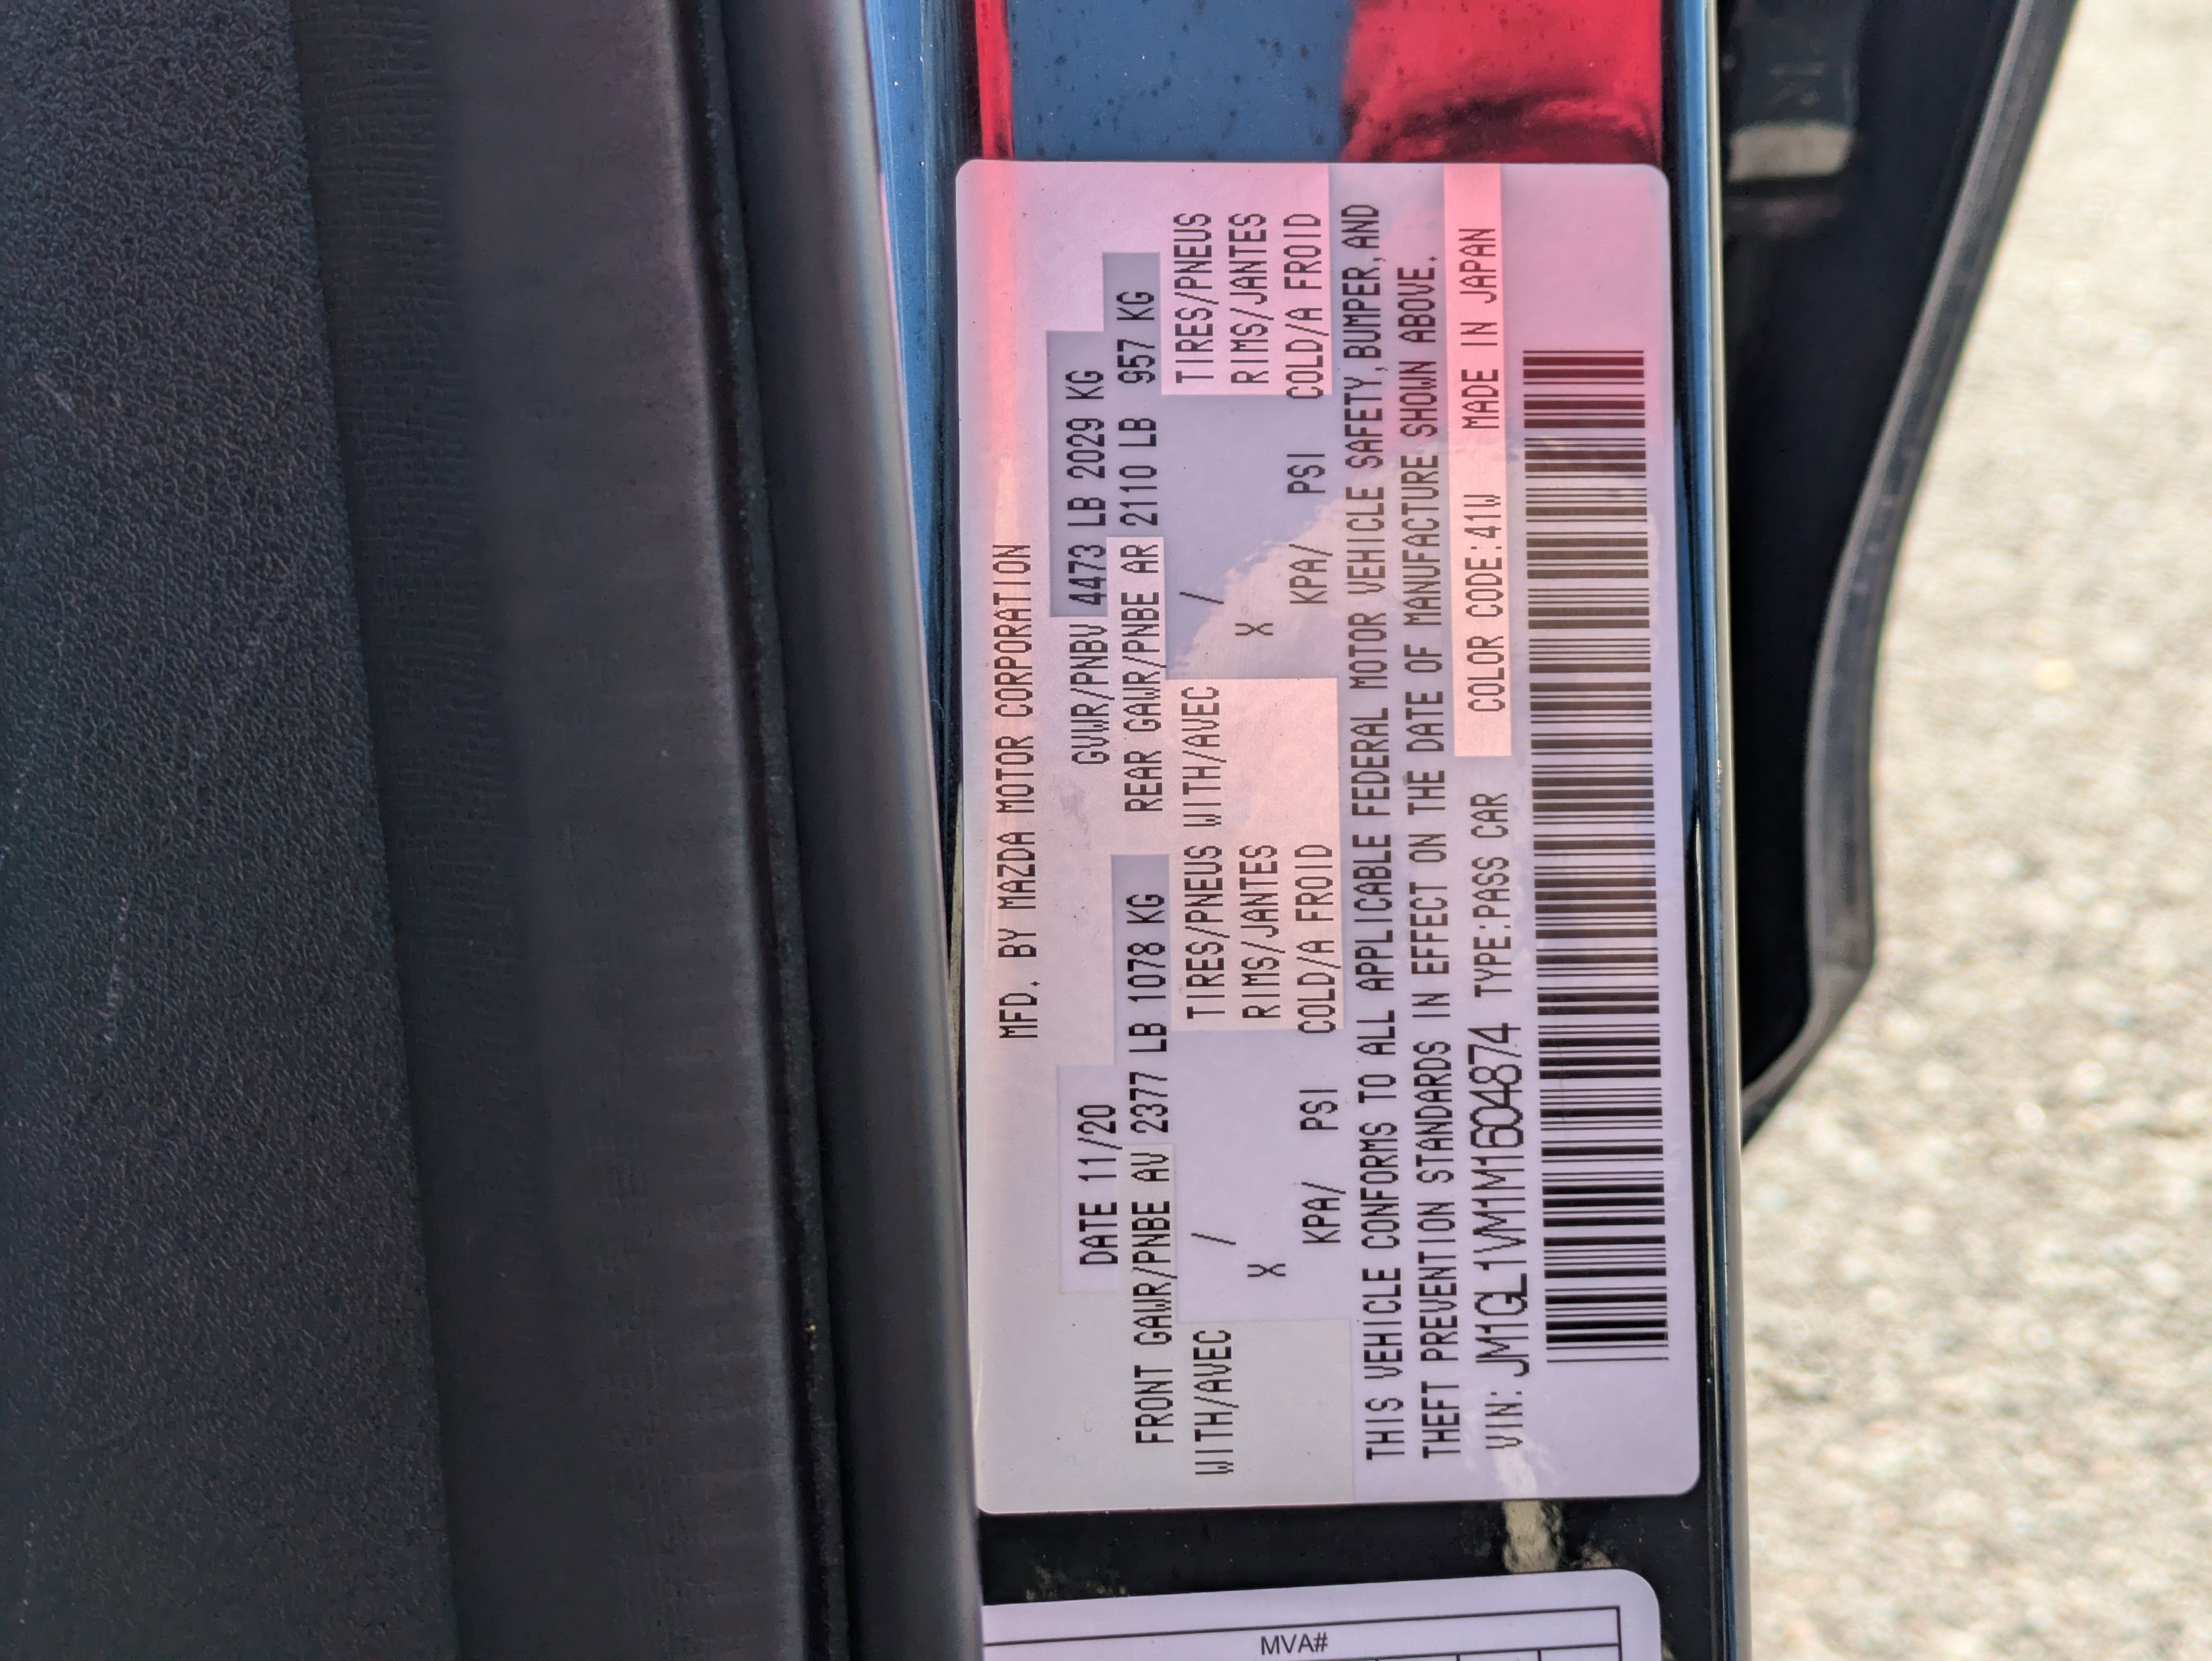 MFD. BY MAZDA MOTOR CORPORATION
DATE 11/20 GVWR/PNBV 4473 LB 2029 KG
FRONT GAWR/PNBE AV 2377 LB 1078 KG REAR GAWR/PNBE AR 2110 LB 957 KG
WITH/AVEC / TIRES/PNEUS WITH/AVEC / TIRES/PNEUS
X RIMS/JANTES X RIMS/JANTES
KPA/ PSI COLD/A FROID KPA/ PSI COLD/A FROID
THIS VEHICLE CONFORMS TO ALL APPLICABLE FEDERAL MOTOR VEHICLE SAFETY,BUMPER,AND
THEFT PREVENTION STANDARDS IN EFFECT ON THE DATE OF MANUFACTURE SHOWN ABOVE.
VIN: JM1GL1VM1M1604874 TYPE:PASS CAR COLOR CODE:41W MADE IN JAPAN
MVA#